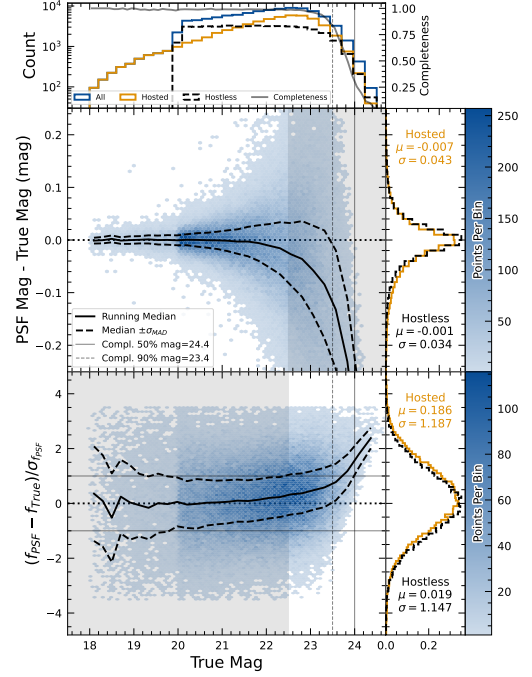 10⁴
10³
10²
Count
1.00
0.75
0.50
0.25
Completeness
All
Hosted
Hostless
Completeness
0.2
0.1
0.0
−0.1
−0.2
PSF Mag - True Mag (mag)
Running Median
Median ±σ_MAD
Compl. 50% mag=24.4
Compl. 90% mag=23.4
Hosted
μ = -0.007
σ = 0.043
Hostless
μ = -0.001
σ = 0.034
250
200
150
100
50
Points Per Bin
4
2
0
−2
−4
(f_PSF − f_True)/σ_f_PSF
Hosted
μ = 0.186
σ = 1.187
Hostless
μ = 0.019
σ = 1.147
100
80
60
40
20
Points Per Bin
18 19 20 21 22 23 24
0.0 0.2
True Mag